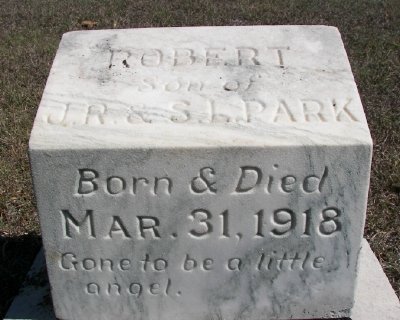 ROBERT
Son of
J.R. & S.L. PARK
Born & Died
MAR. 31, 1918
Gone to be a little
angel.